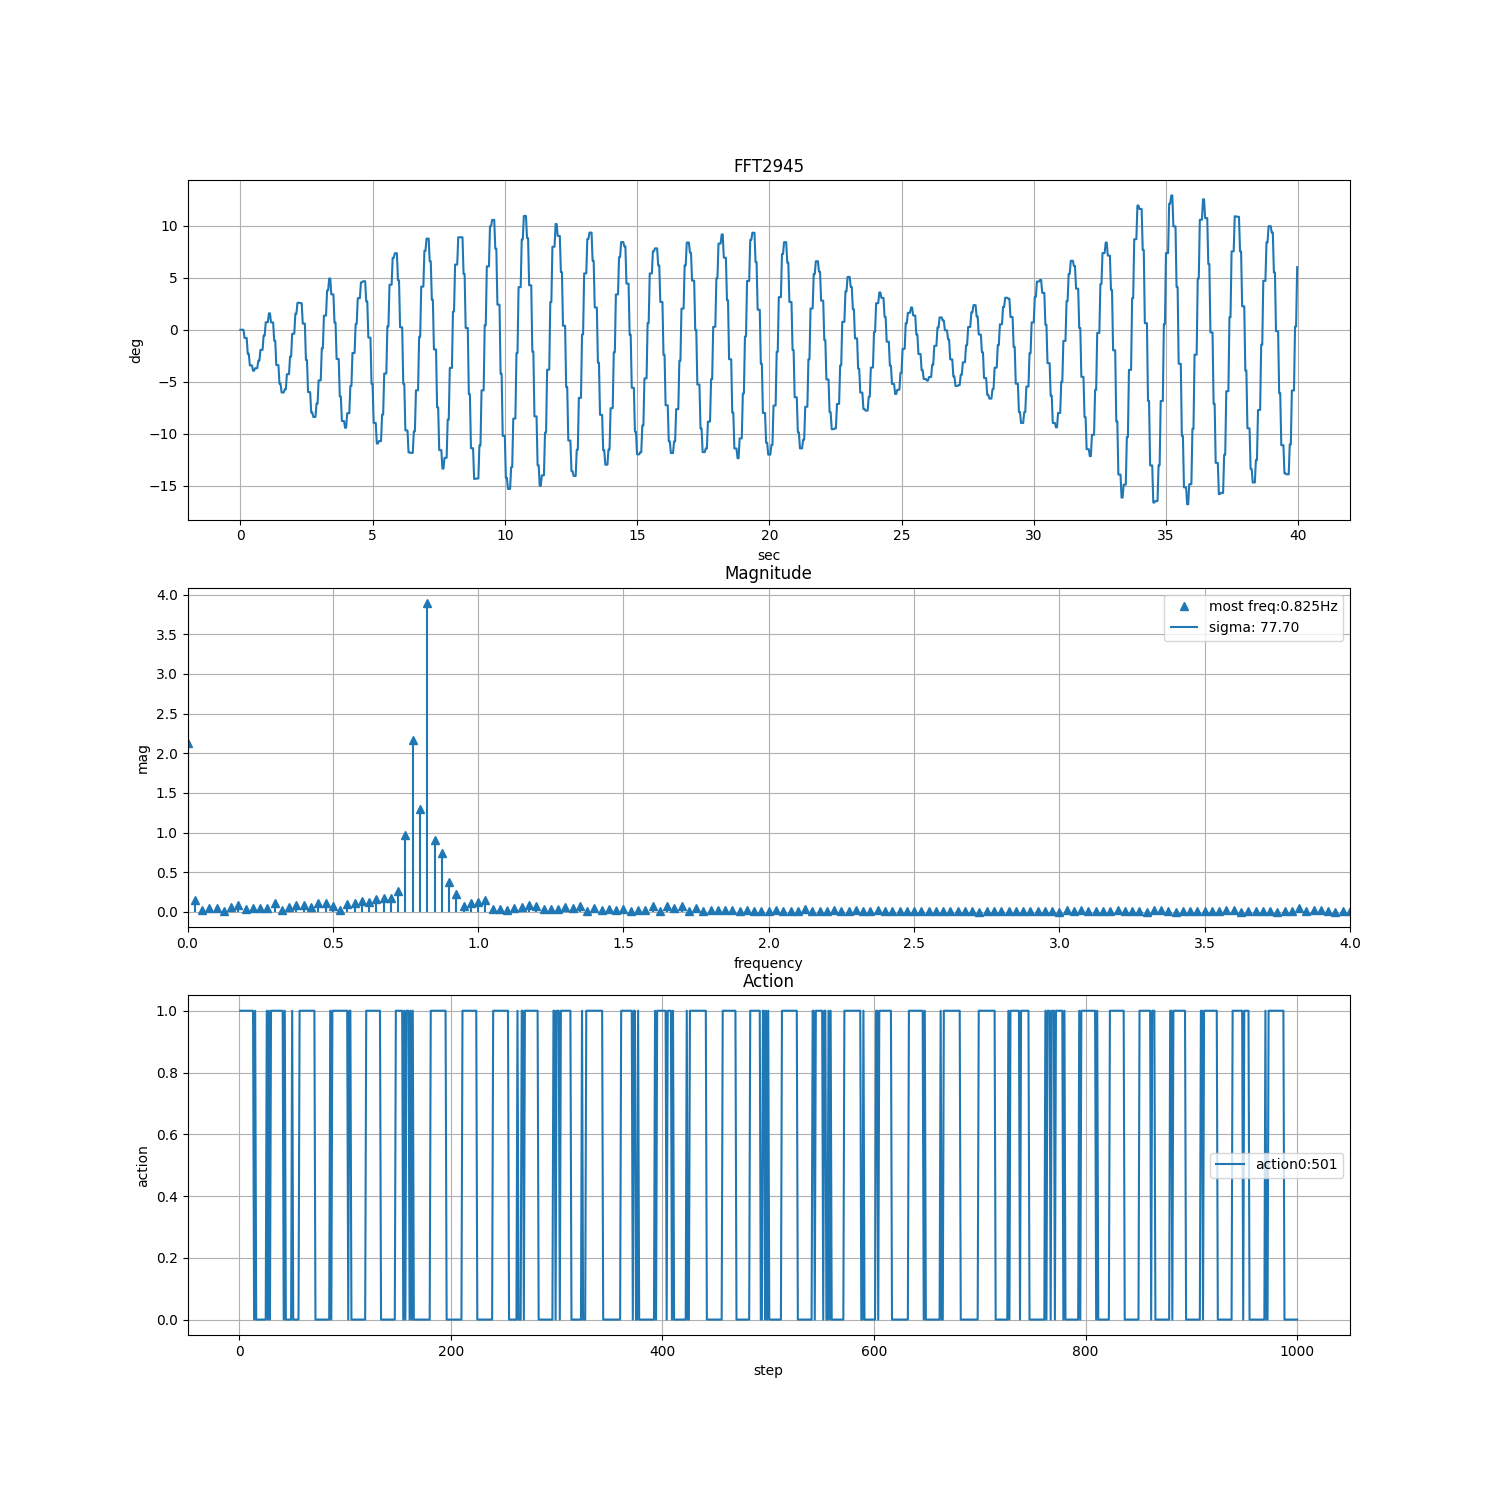 FFT2945
10
5
0
−5
−10
−15
deg
0 5 10 15 20 25 30 35 40
sec
Magnitude
4.0
3.5
3.0
2.5
2.0
1.5
1.0
0.5
0.0
mag
most freq:0.825Hz
sigma: 77.70
0.0 0.5 1.0 1.5 2.0 2.5 3.0 3.5 4.0
frequency
Action
1.0
0.8
0.6
0.4
0.2
0.0
action
action0:501
0 200 400 600 800 1000
step